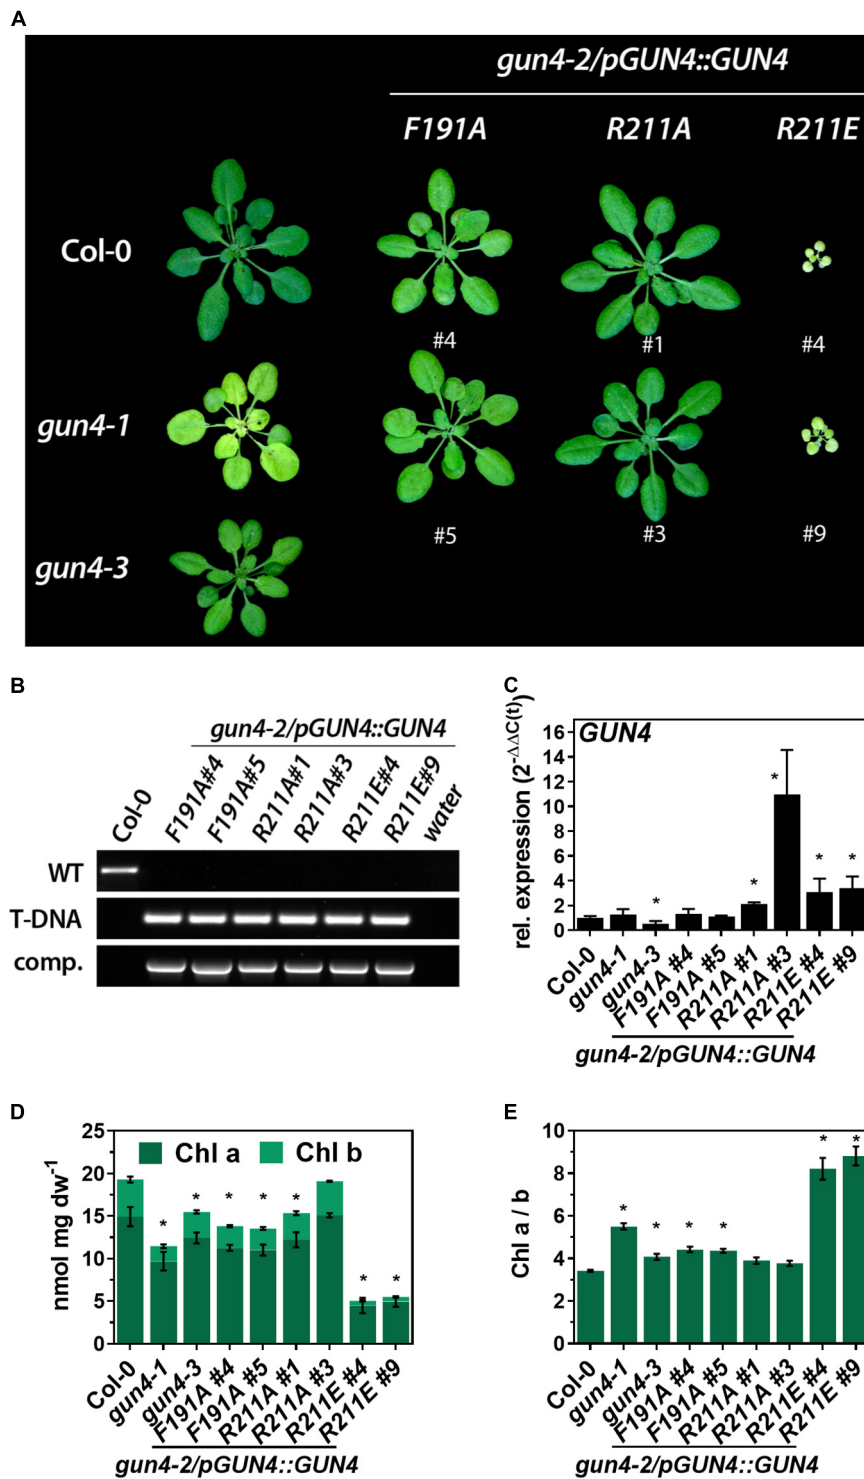 A
gun4-2/pGUN4::GUN4
F191A R211A R211E
Col-0
#4 #1 #4
gun4-1
#5 #3 #9
gun4-3
B
gun4-2/pGUN4::GUN4
Col-0 F191A#4 F191A#5 R211A#1 R211A#3 R211E#4 R211E#9 water
WT
T-DNA
comp.
C
rel. expression (2^-ΔΔC(t))
GUN4
16
14
12
10
8
6
4
2
0
* * * * *
Col-0 gun4-1 gun4-3 F191A #4 F191A #5 R211A #1 R211A #3 R211E #4 R211E #9
gun4-2/pGUN4::GUN4
D
nmol mg dw^-1
Chl a Chl b
25
20
15
10
5
0
* * * * * * *
Col-0 gun4-1 gun4-3 F191A #4 F191A #5 R211A #1 R211A #3 R211E #4 R211E #9
gun4-2/pGUN4::GUN4
E
Chl a / b
10
8
6
4
2
0
* * * * * *
Col-0 gun4-1 gun4-3 F191A #4 F191A #5 R211A #1 R211A #3 R211E #4 R211E #9
gun4-2/pGUN4::GUN4